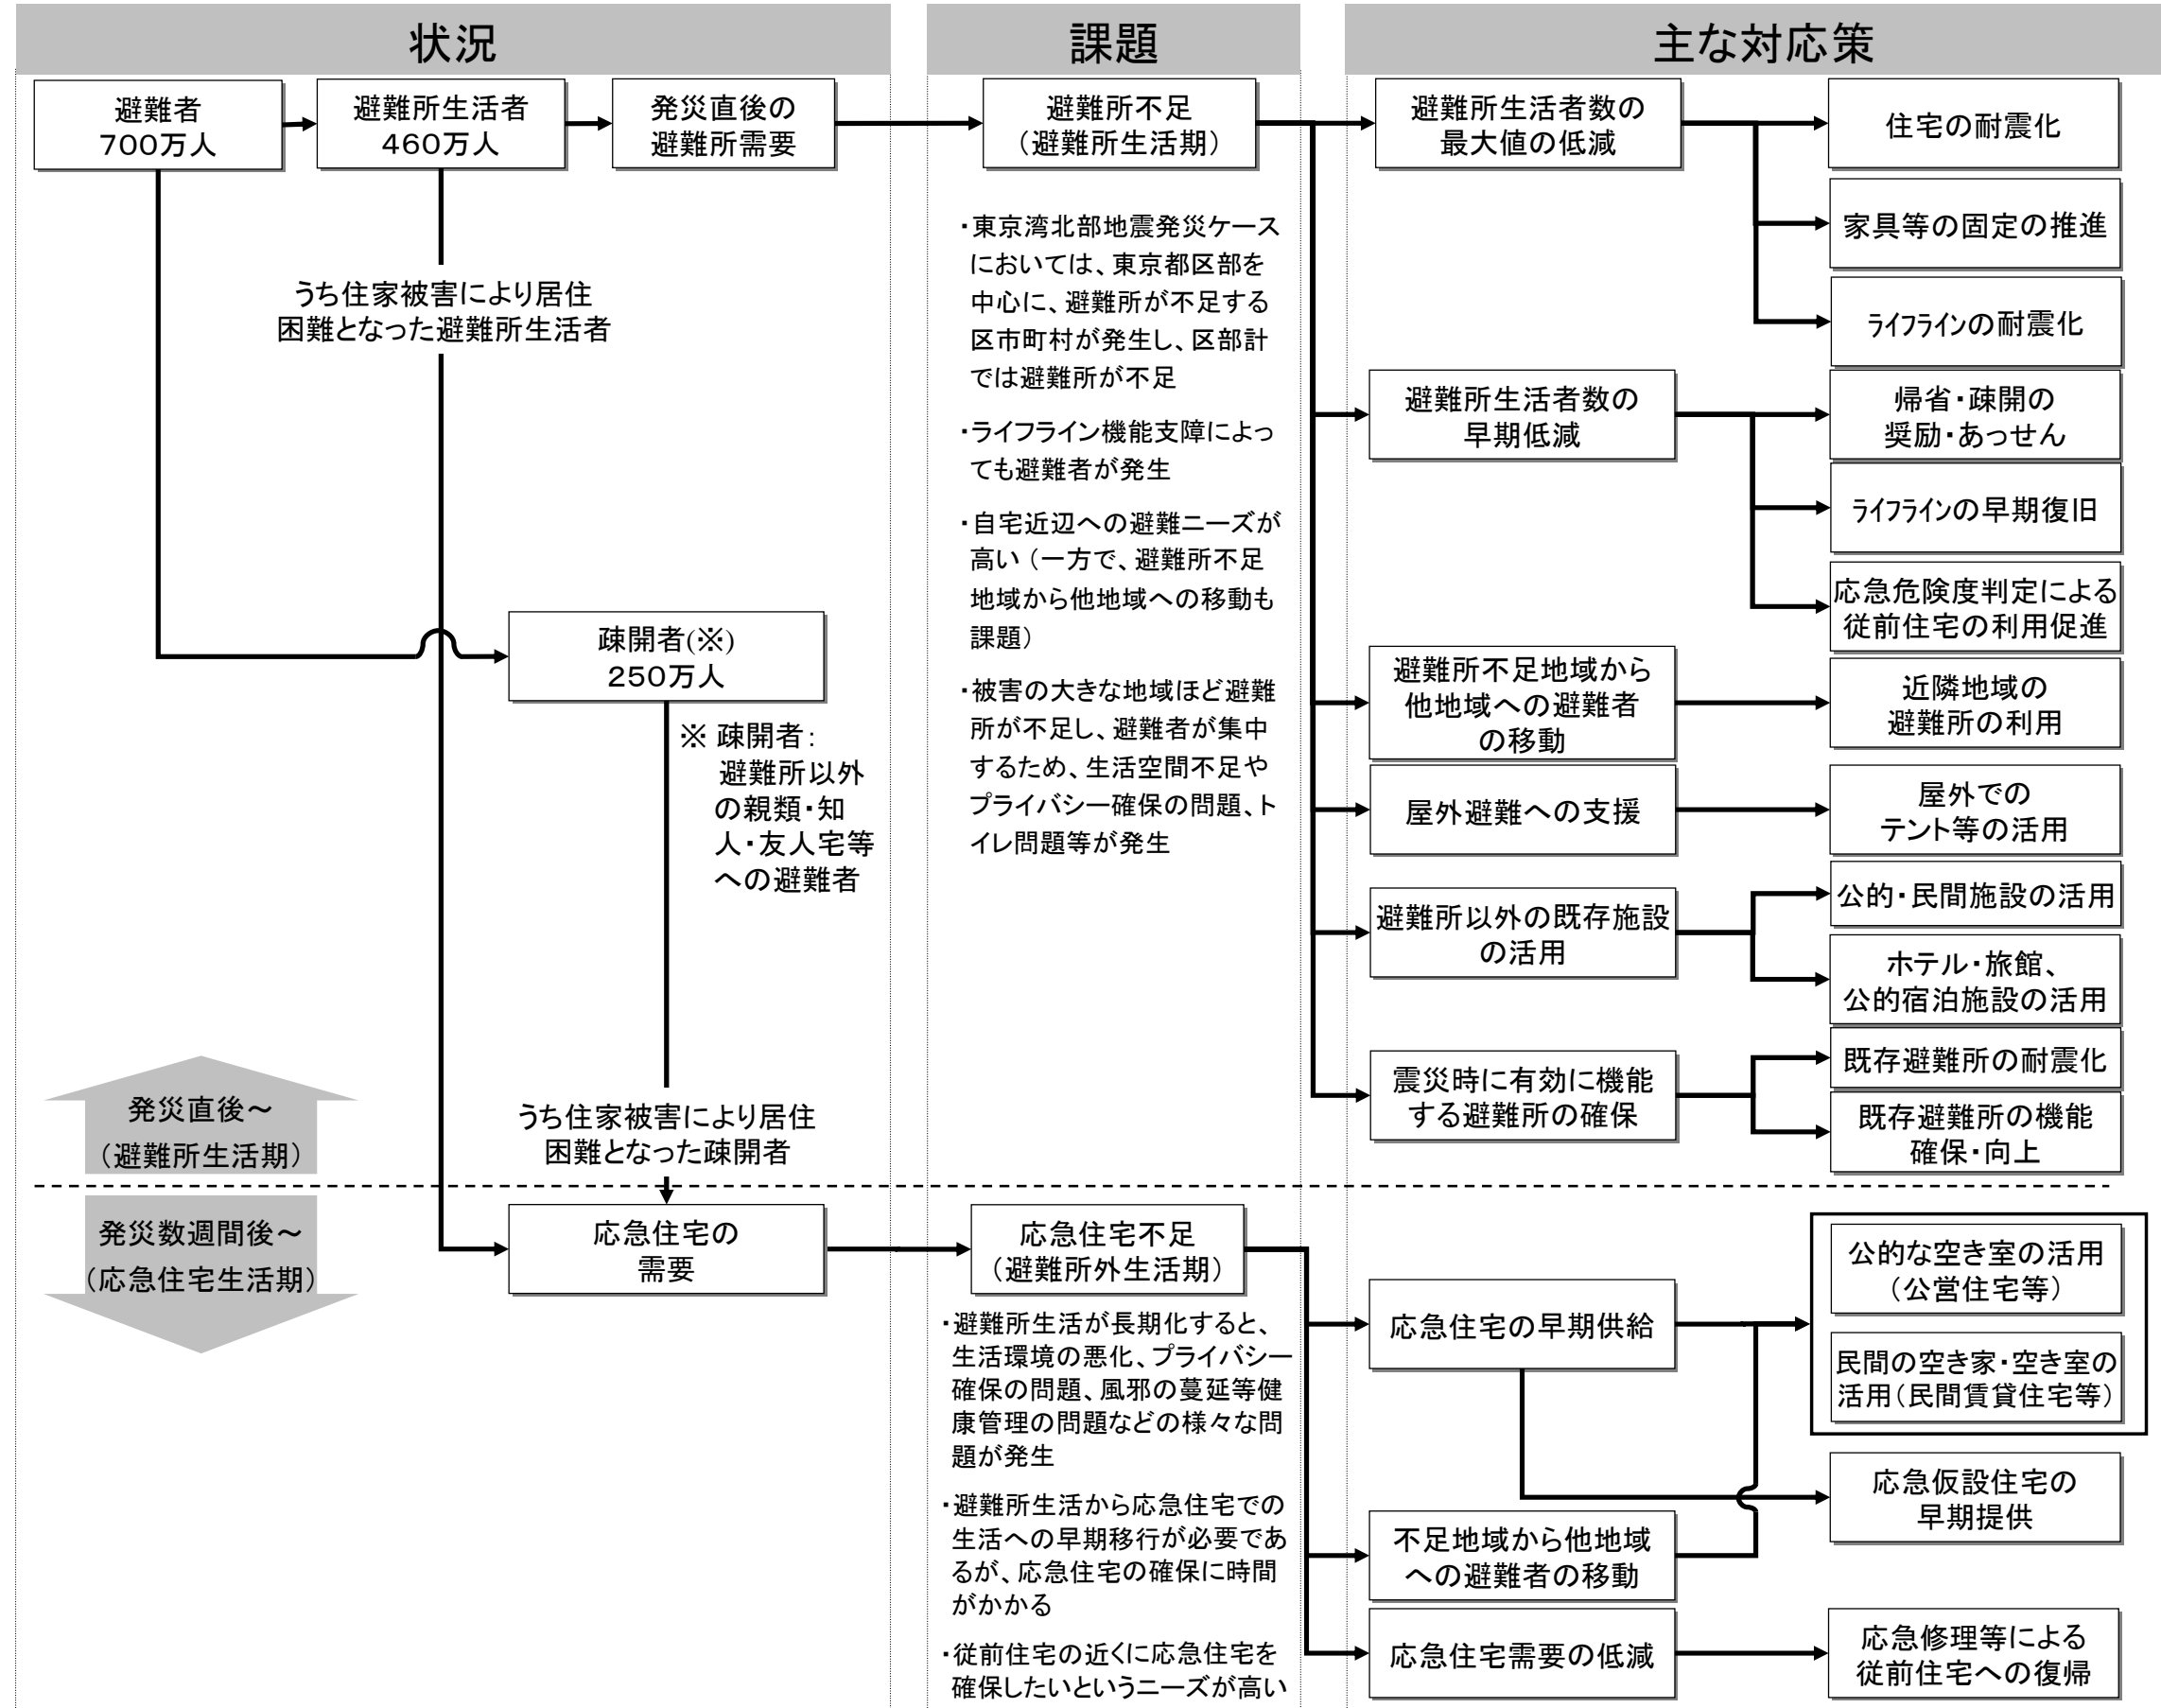 状況
課題
主な対応策
避難者
700万人
避難所生活者
460万人
発災直後の
避難所需要
うち住家被害により居住
困難となった避難所生活者
疎開者(※)
250万人
※ 疎開者：
避難所以外
の親類・知
人・友人宅等
への避難者
うち住家被害により居住
困難となった疎開者
発災直後～
（避難所生活期）
避難所不足
（避難所生活期）
・東京湾北部地震発災ケース
においては、東京都区部を
中心に、避難所が不足する
区市町村が発生し、区部計
では避難所が不足
・ライフライン機能支障によっ
ても避難者が発生
・自宅近辺への避難ニーズが
高い（一方で、避難所不足
地域から他地域への移動も
課題）
・被害の大きな地域ほど避難
所が不足し、避難者が集中
するため、生活空間不足や
プライバシー確保の問題、ト
イレ問題等が発生
避難所生活者数の
最大値の低減
住宅の耐震化
家具等の固定の推進
ライフラインの耐震化
避難所生活者数の
早期低減
帰省・疎開の
奨励・あっせん
ライフラインの早期復旧
応急危険度判定による
従前住宅の利用促進
避難所不足地域から
他地域への避難者
の移動
近隣地域の
避難所の利用
屋外避難への支援
屋外での
テント等の活用
避難所以外の既存施設
の活用
公的・民間施設の活用
ホテル・旅館、
公的宿泊施設の活用
震災時に有効に機能
する避難所の確保
既存避難所の耐震化
既存避難所の機能
確保・向上
発災数週間後～
（応急住宅生活期）
応急住宅の
需要
応急住宅不足
（避難所外生活期）
・避難所生活が長期化すると、
生活環境の悪化、プライバシー
確保の問題、風邪の蔓延等健
康管理の問題などの様々な問
題が発生
・避難所生活から応急住宅での
生活への早期移行が必要であ
るが、応急住宅の確保に時間
がかかる
・従前住宅の近くに応急住宅を
確保したいというニーズが高い
応急住宅の早期供給
公的な空き室の活用
（公営住宅等）
民間の空き家・空き室の
活用（民間賃貸住宅等）
応急仮設住宅の
早期提供
不足地域から他地域
への避難者の移動
応急住宅需要の低減
応急修理等による
従前住宅への復帰